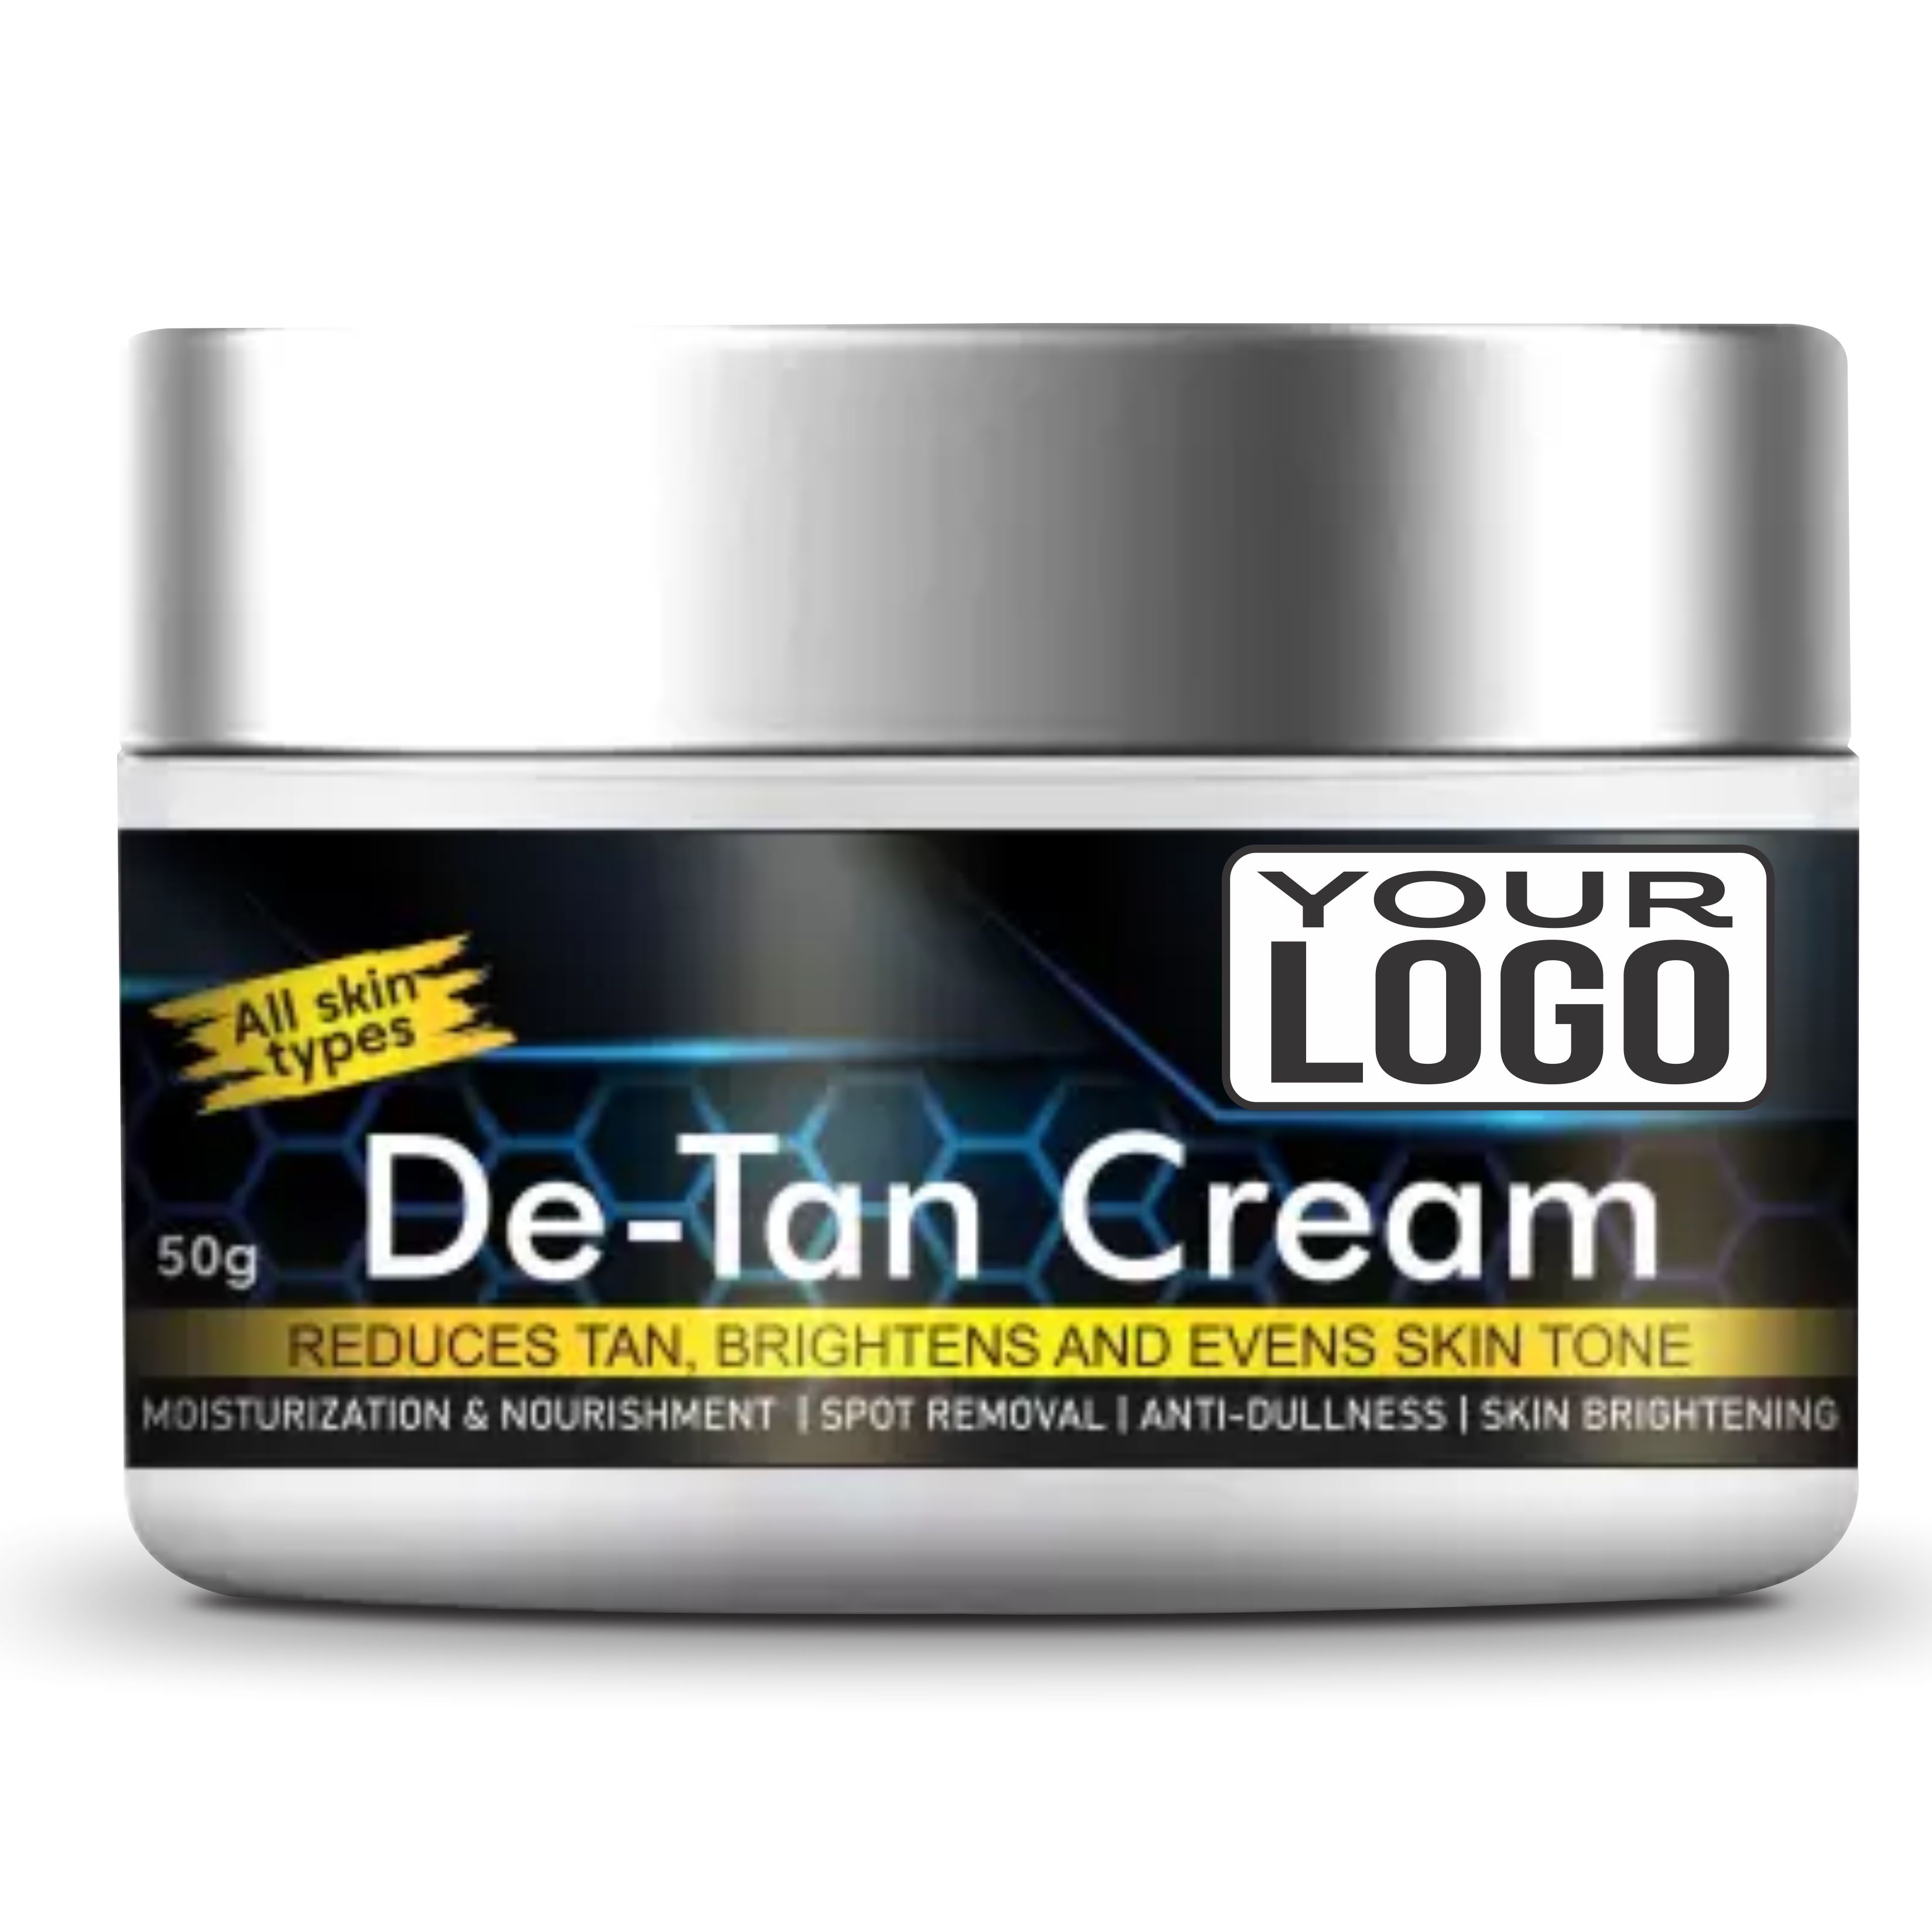 YOUR
LOGO
All skin
types
De-Tan Cream
50g
REDUCES TAN, BRIGHTENS AND EVENS SKIN TONE
MOISTURIZATION & NOURISHMENT | SPOT REMOVAL | ANTI-DULLNESS | SKIN BRIGHTENING